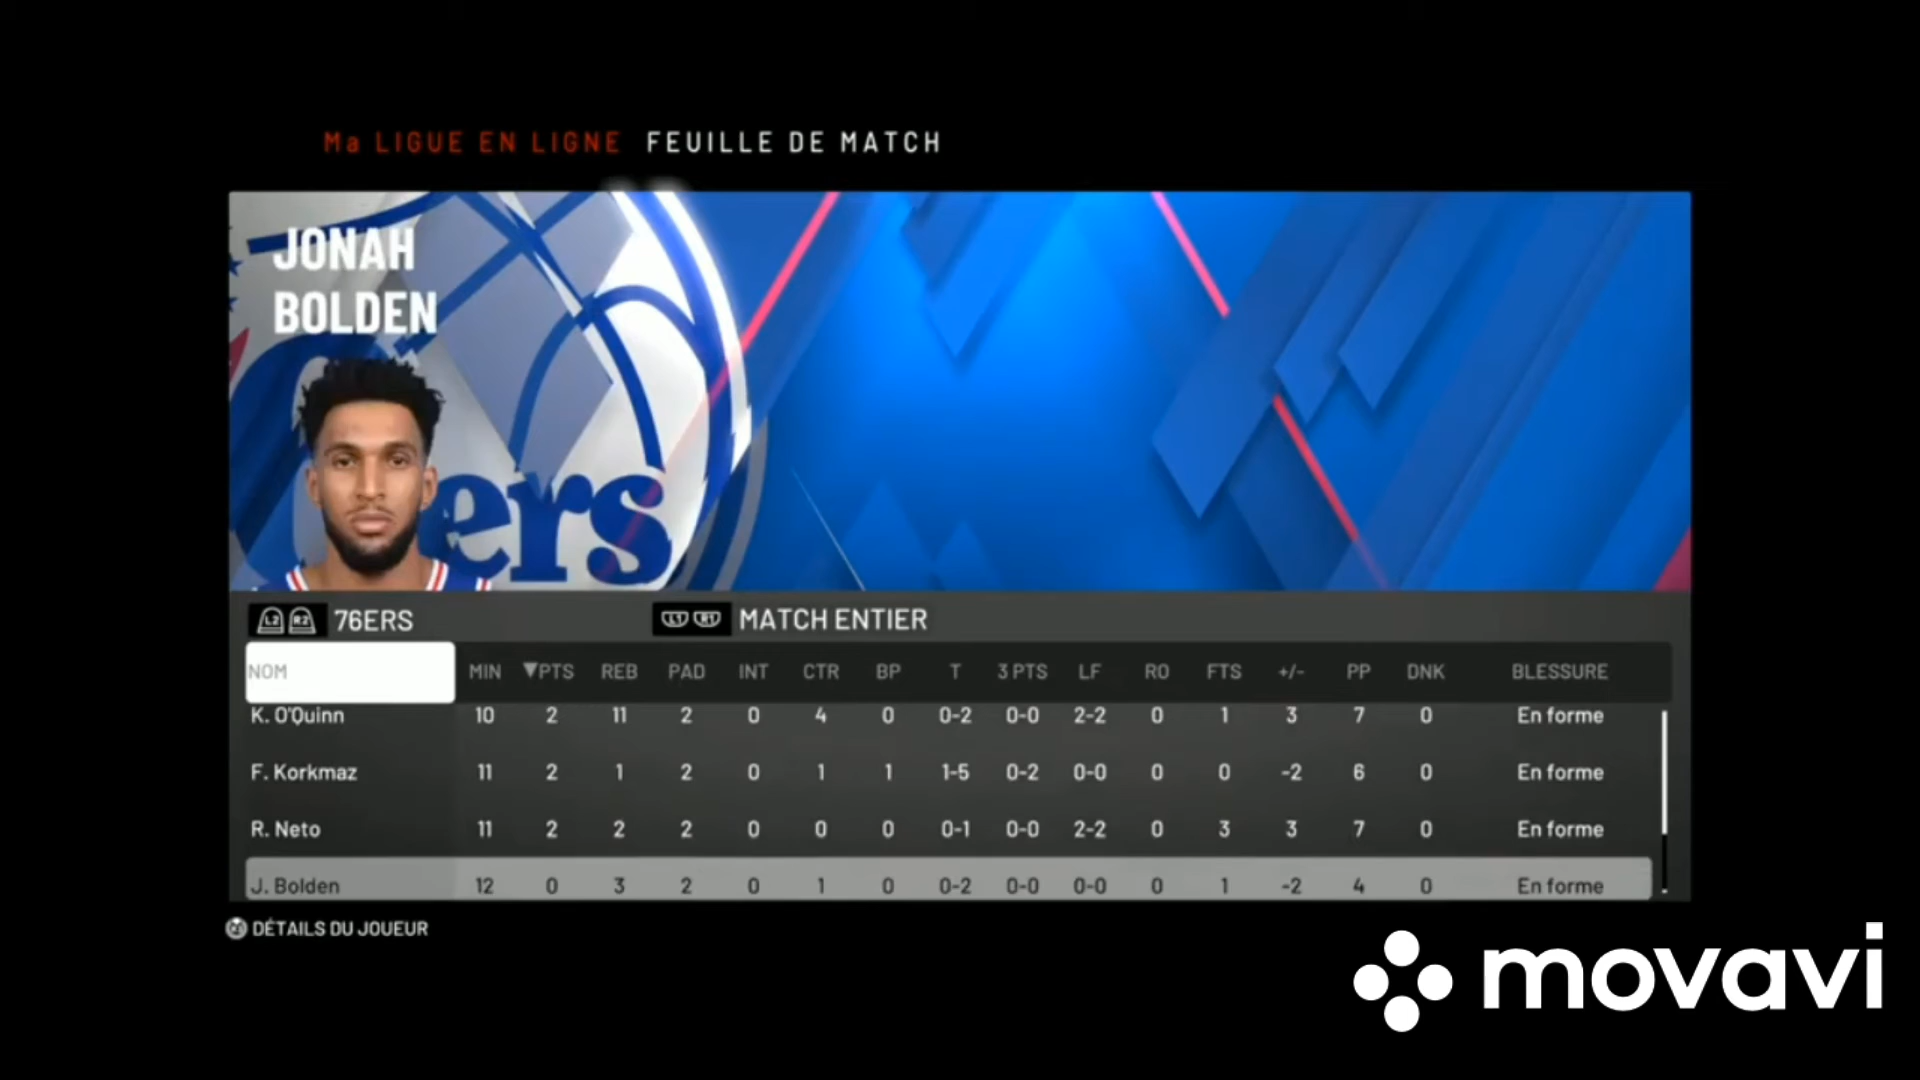 Ma LIGUE EN LIGNE FEUILLE DE MATCH
JONAH
BOLDEN
ers
L2 R2 76ERS L1 R1 MATCH ENTIER
NOM MIN ▼PTS REB PAD INT CTR BP T 3 PTS LF RO FTS +/- PP DNK BLESSURE
K. O'Quinn 10 2 11 2 0 4 0 0-2 0-0 2-2 0 1 3 7 0 En forme
F. Korkmaz 11 2 1 2 0 1 1 1-5 0-2 0-0 0 0 -2 6 0 En forme
R. Neto 11 2 2 2 0 0 0 0-1 0-0 2-2 0 3 3 7 0 En forme
J. Bolden 12 0 3 2 0 1 0 0-2 0-0 0-0 0 1 -2 4 0 En forme
DÉTAILS DU JOUEUR
movavi